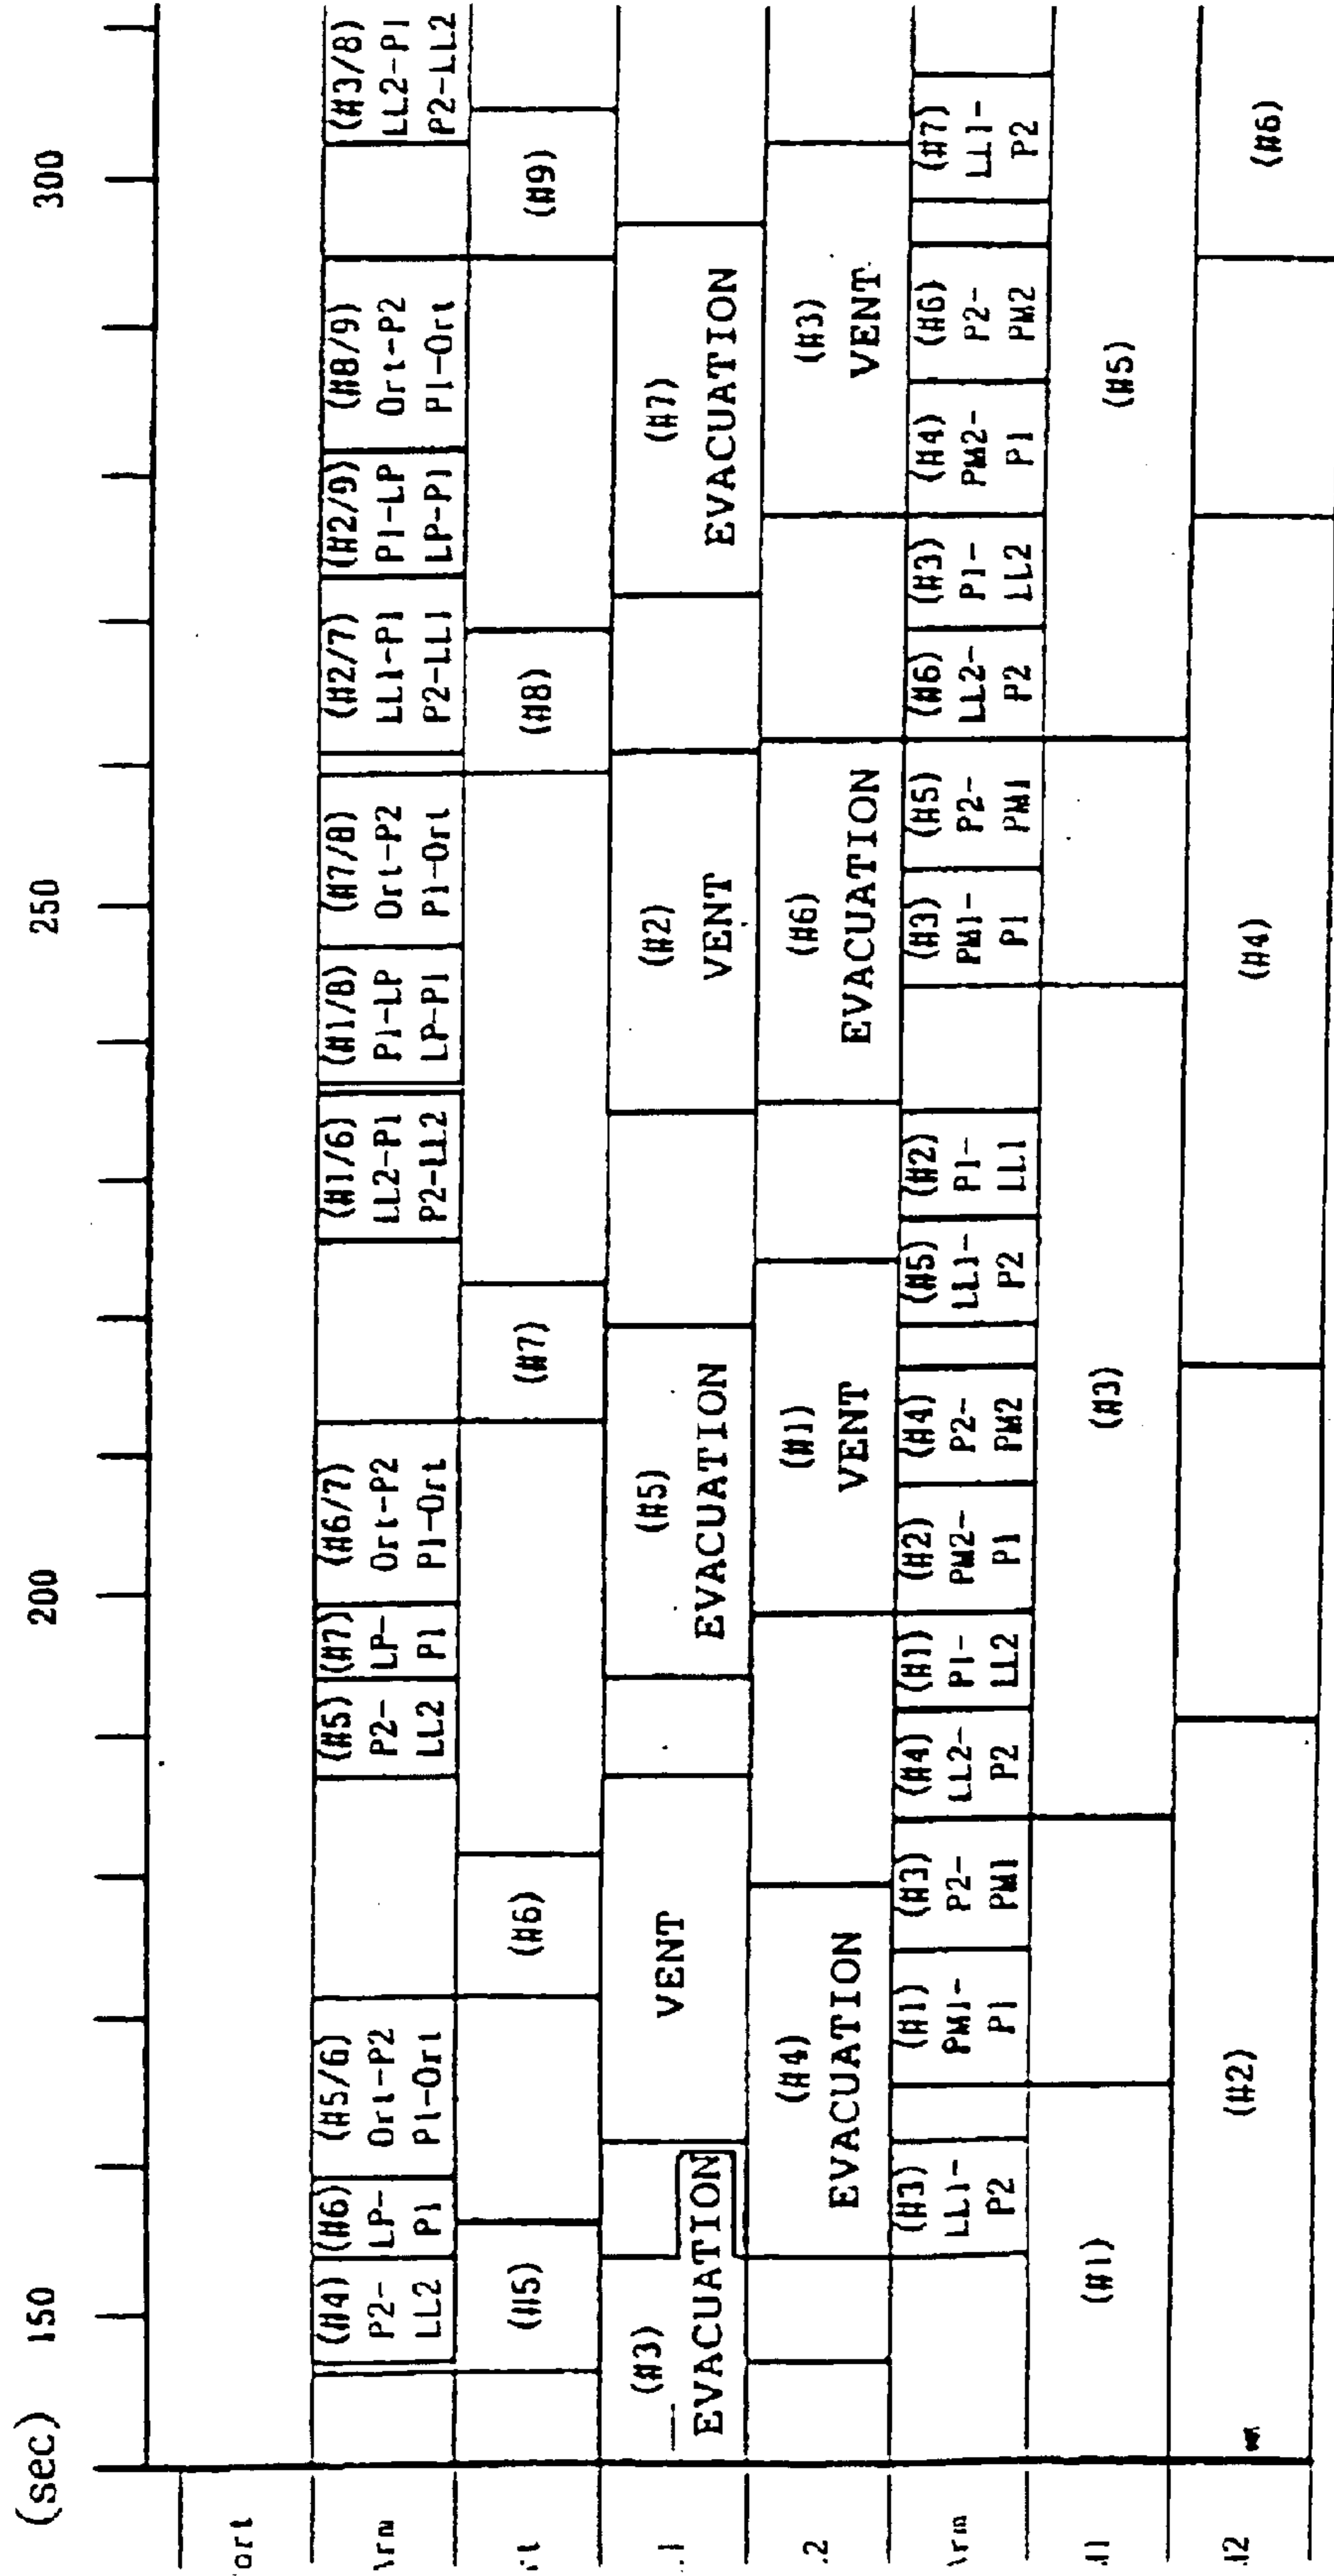 (sec) 150 200 250 300
ort
Arm
(#4)
P2-
LL2
(#6)
LP-
P1
(#5/6)
Ort-P2
P1-Ort
(#5)
P2-
LL2
(#7)
LP-
P1
(#6/7)
Ort-P2
P1-Ort
(#1/6)
LL2-P1
P2-LL2
(#1/8)
P1-LP
LP-P1
(#7/8)
Ort-P2
P1-Ort
(#2/7)
LL1-P1
P2-LL1
(#2/9)
P1-LP
LP-P1
(#8/9)
Ort-P2
P1-Ort
(#3/8)
LL2-P1
P2-LL2
rt
(#5)
(#6)
(#7)
(#8)
(#9)
.1
(#3)
EVACUATION
VENT
(#5)
EVACUATION
(#2)
VENT
(#7)
EVACUATION
.2
(#4)
EVACUATION
(#1)
VENT
(#6)
EVACUATION
(#3)
VENT
Arm
(#3)
LL1-
P2
(#1)
PM1-
P1
(#3)
P2-
PM1
(#4)
LL2-
P2
(#1)
P1-
LL2
(#2)
PM2-
P1
(#4)
P2-
PM2
(#5)
LL1-
P2
(#2)
P1-
LL1
(#3)
PM1-
P1
(#5)
P2-
PM1
(#6)
LL2-
P2
(#3)
P1-
LL2
(#4)
PM2-
P1
(#6)
P2-
PM2
(#7)
LL1-
P2
11
(#1)
(#3)
(#5)
12
(#2)
(#4)
(#6)